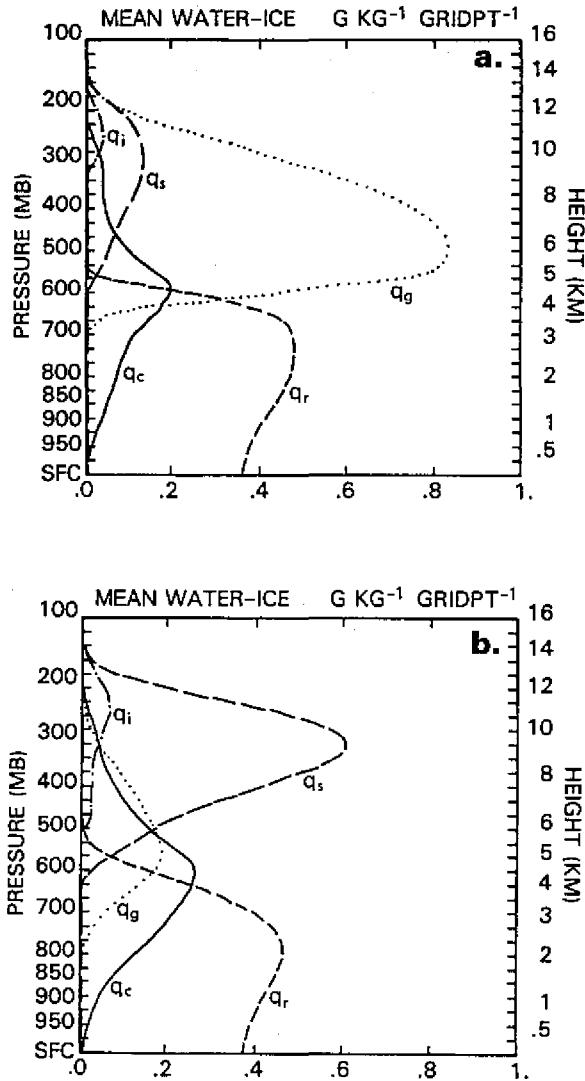 MEAN WATER-ICE G KG⁻¹ GRIDPT⁻¹
a.
PRESSURE (MB)
100
200
300
400
500
600
700
800
850
900
950
SFC
HEIGHT (KM)
16
14
12
10
8
6
5
4
3
2
1
.5
qi
qs
qg
qc
qr
.0 .2 .4 .6 .8 1.
MEAN WATER-ICE G KG⁻¹ GRIDPT⁻¹
b.
PRESSURE (MB)
100
200
300
400
500
600
700
800
850
900
950
SFC
HEIGHT (KM)
16
14
12
10
8
6
5
4
3
2
1
.5
qi
qs
qg
qc
qr
.0 .2 .4 .6 .8 1.